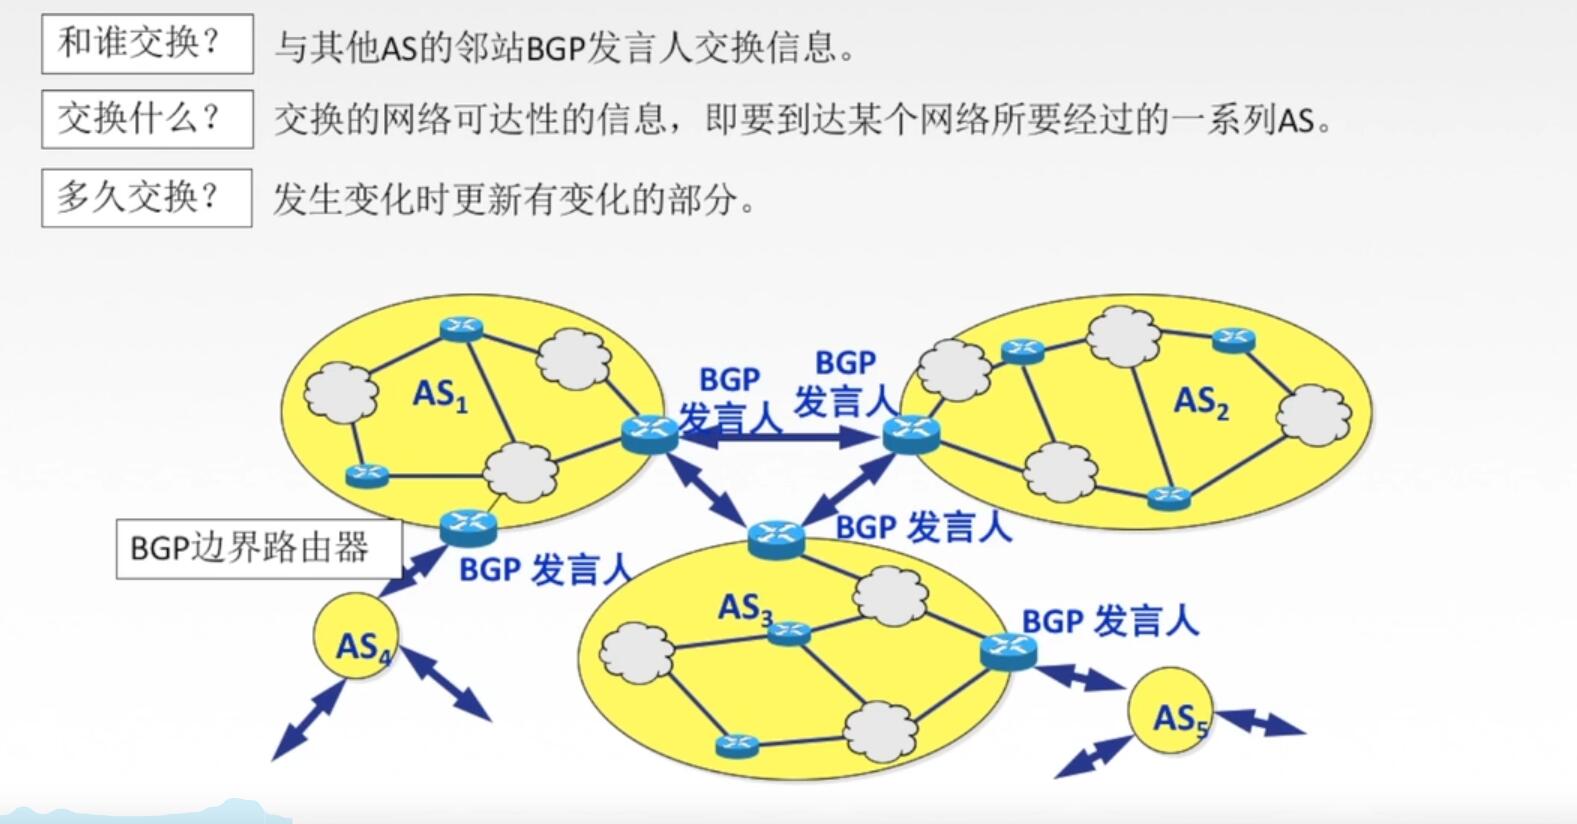 和谁交换？
与其他AS的邻站BGP发言人交换信息。
交换什么？
交换的网络可达性的信息，即要到达某个网络所要经过的一系列AS。
多久交换？
发生变化时更新有变化的部分。
BGP
发言人
BGP
发言人
AS1
AS2
BGP边界路由器
BGP 发言人
BGP 发言人
AS3
BGP 发言人
AS4
AS5